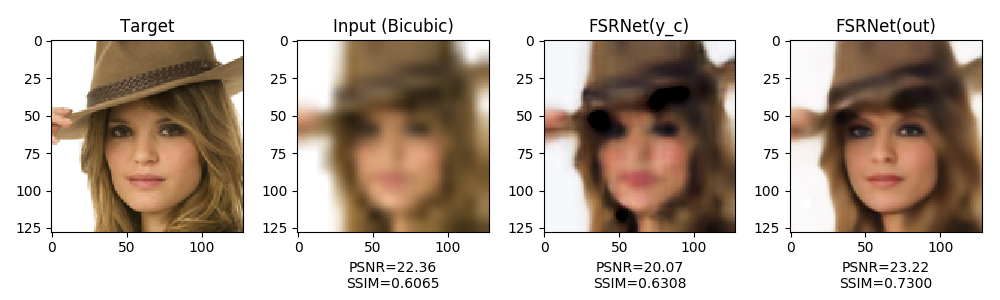 Target
0
25
50
75
100
125
0 50 100
Input (Bicubic)
0
25
50
75
100
125
0 50 100
PSNR=22.36
SSIM=0.6065
FSRNet(y_c)
0
25
50
75
100
125
0 50 100
PSNR=20.07
SSIM=0.6308
FSRNet(out)
0
25
50
75
100
125
0 50 100
PSNR=23.22
SSIM=0.7300